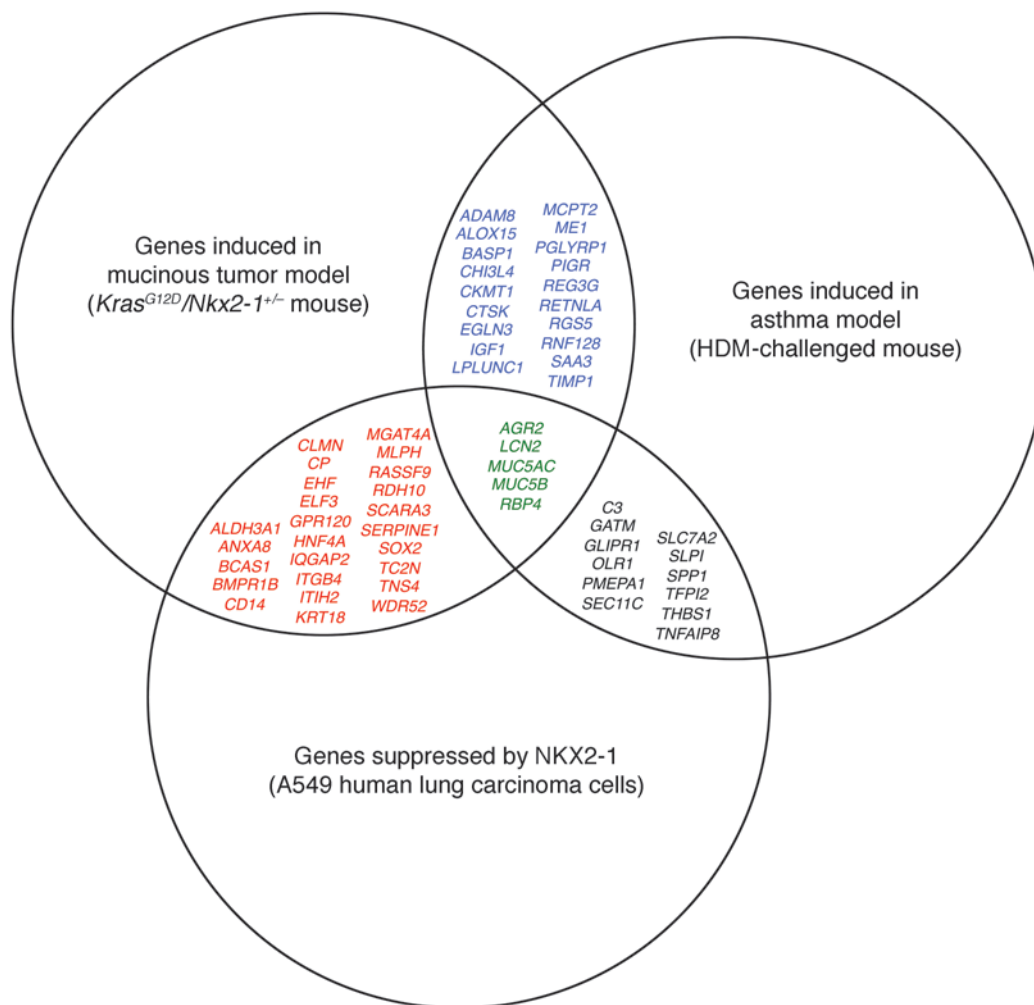 Genes induced in
mucinous tumor model
(Kras^G12D/Nkx2-1^+/– mouse)
Genes induced in
asthma model
(HDM-challenged mouse)
ADAM8
ALOX15
BASP1
CHI3L4
CKMT1
CTSK
EGLN3
IGF1
LPLUNC1
MCPT2
ME1
PGLYRP1
PIGR
REG3G
RETNLA
RGS5
RNF128
SAA3
TIMP1
AGR2
LCN2
MUC5AC
MUC5B
RBP4
ALDH3A1
ANXA8
BCAS1
BMPR1B
CD14
CLMN
CP
EHF
ELF3
GPR120
HNF4A
IQGAP2
ITGB4
ITIH2
KRT18
MGAT4A
MLPH
RASSF9
RDH10
SCARA3
SERPINE1
SOX2
TC2N
TNS4
WDR52
C3
GATM
GLIPR1
OLR1
PMEPA1
SEC11C
SLC7A2
SLPI
SPP1
TFPI2
THBS1
TNFAIP8
Genes suppressed by NKX2-1
(A549 human lung carcinoma cells)